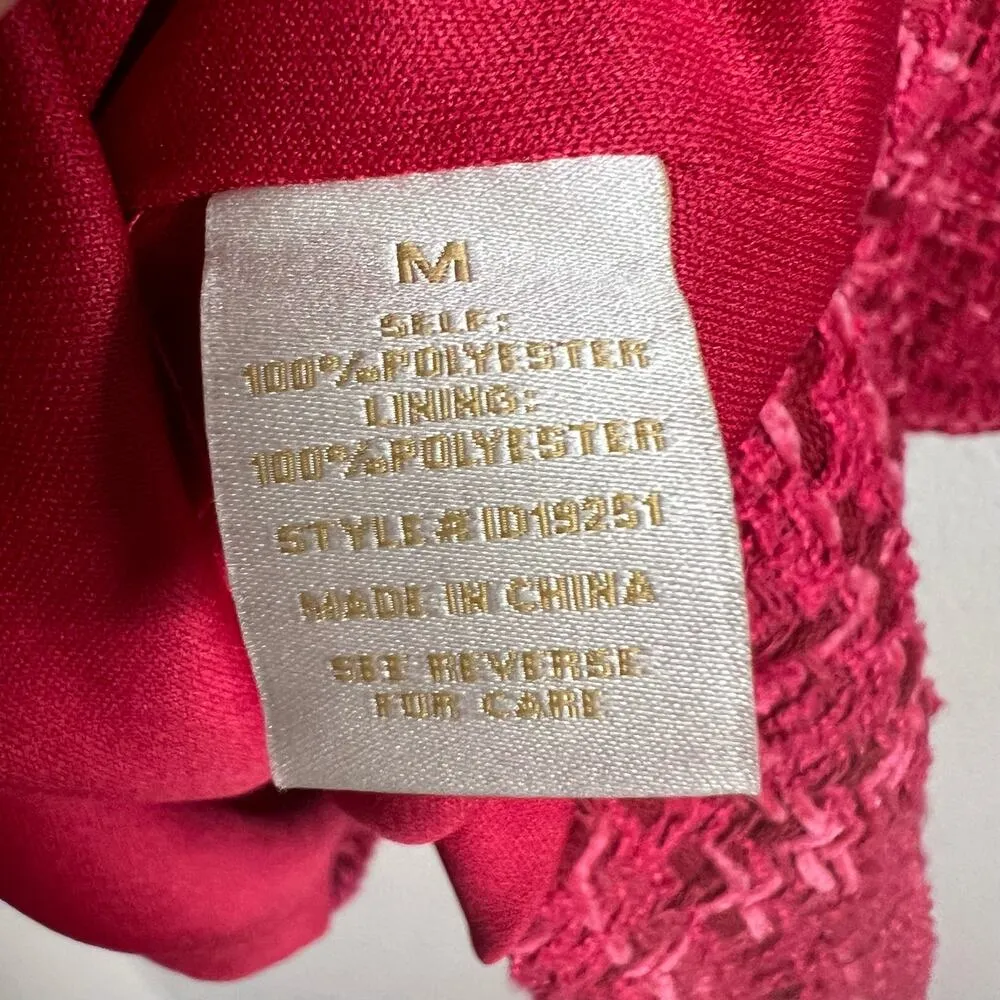 M
SELF:
100%POLYESTER
LINING:
100%POLYESTER
STYLE#ID19251
MADE IN CHINA
SEE REVERSE
FOR CARE